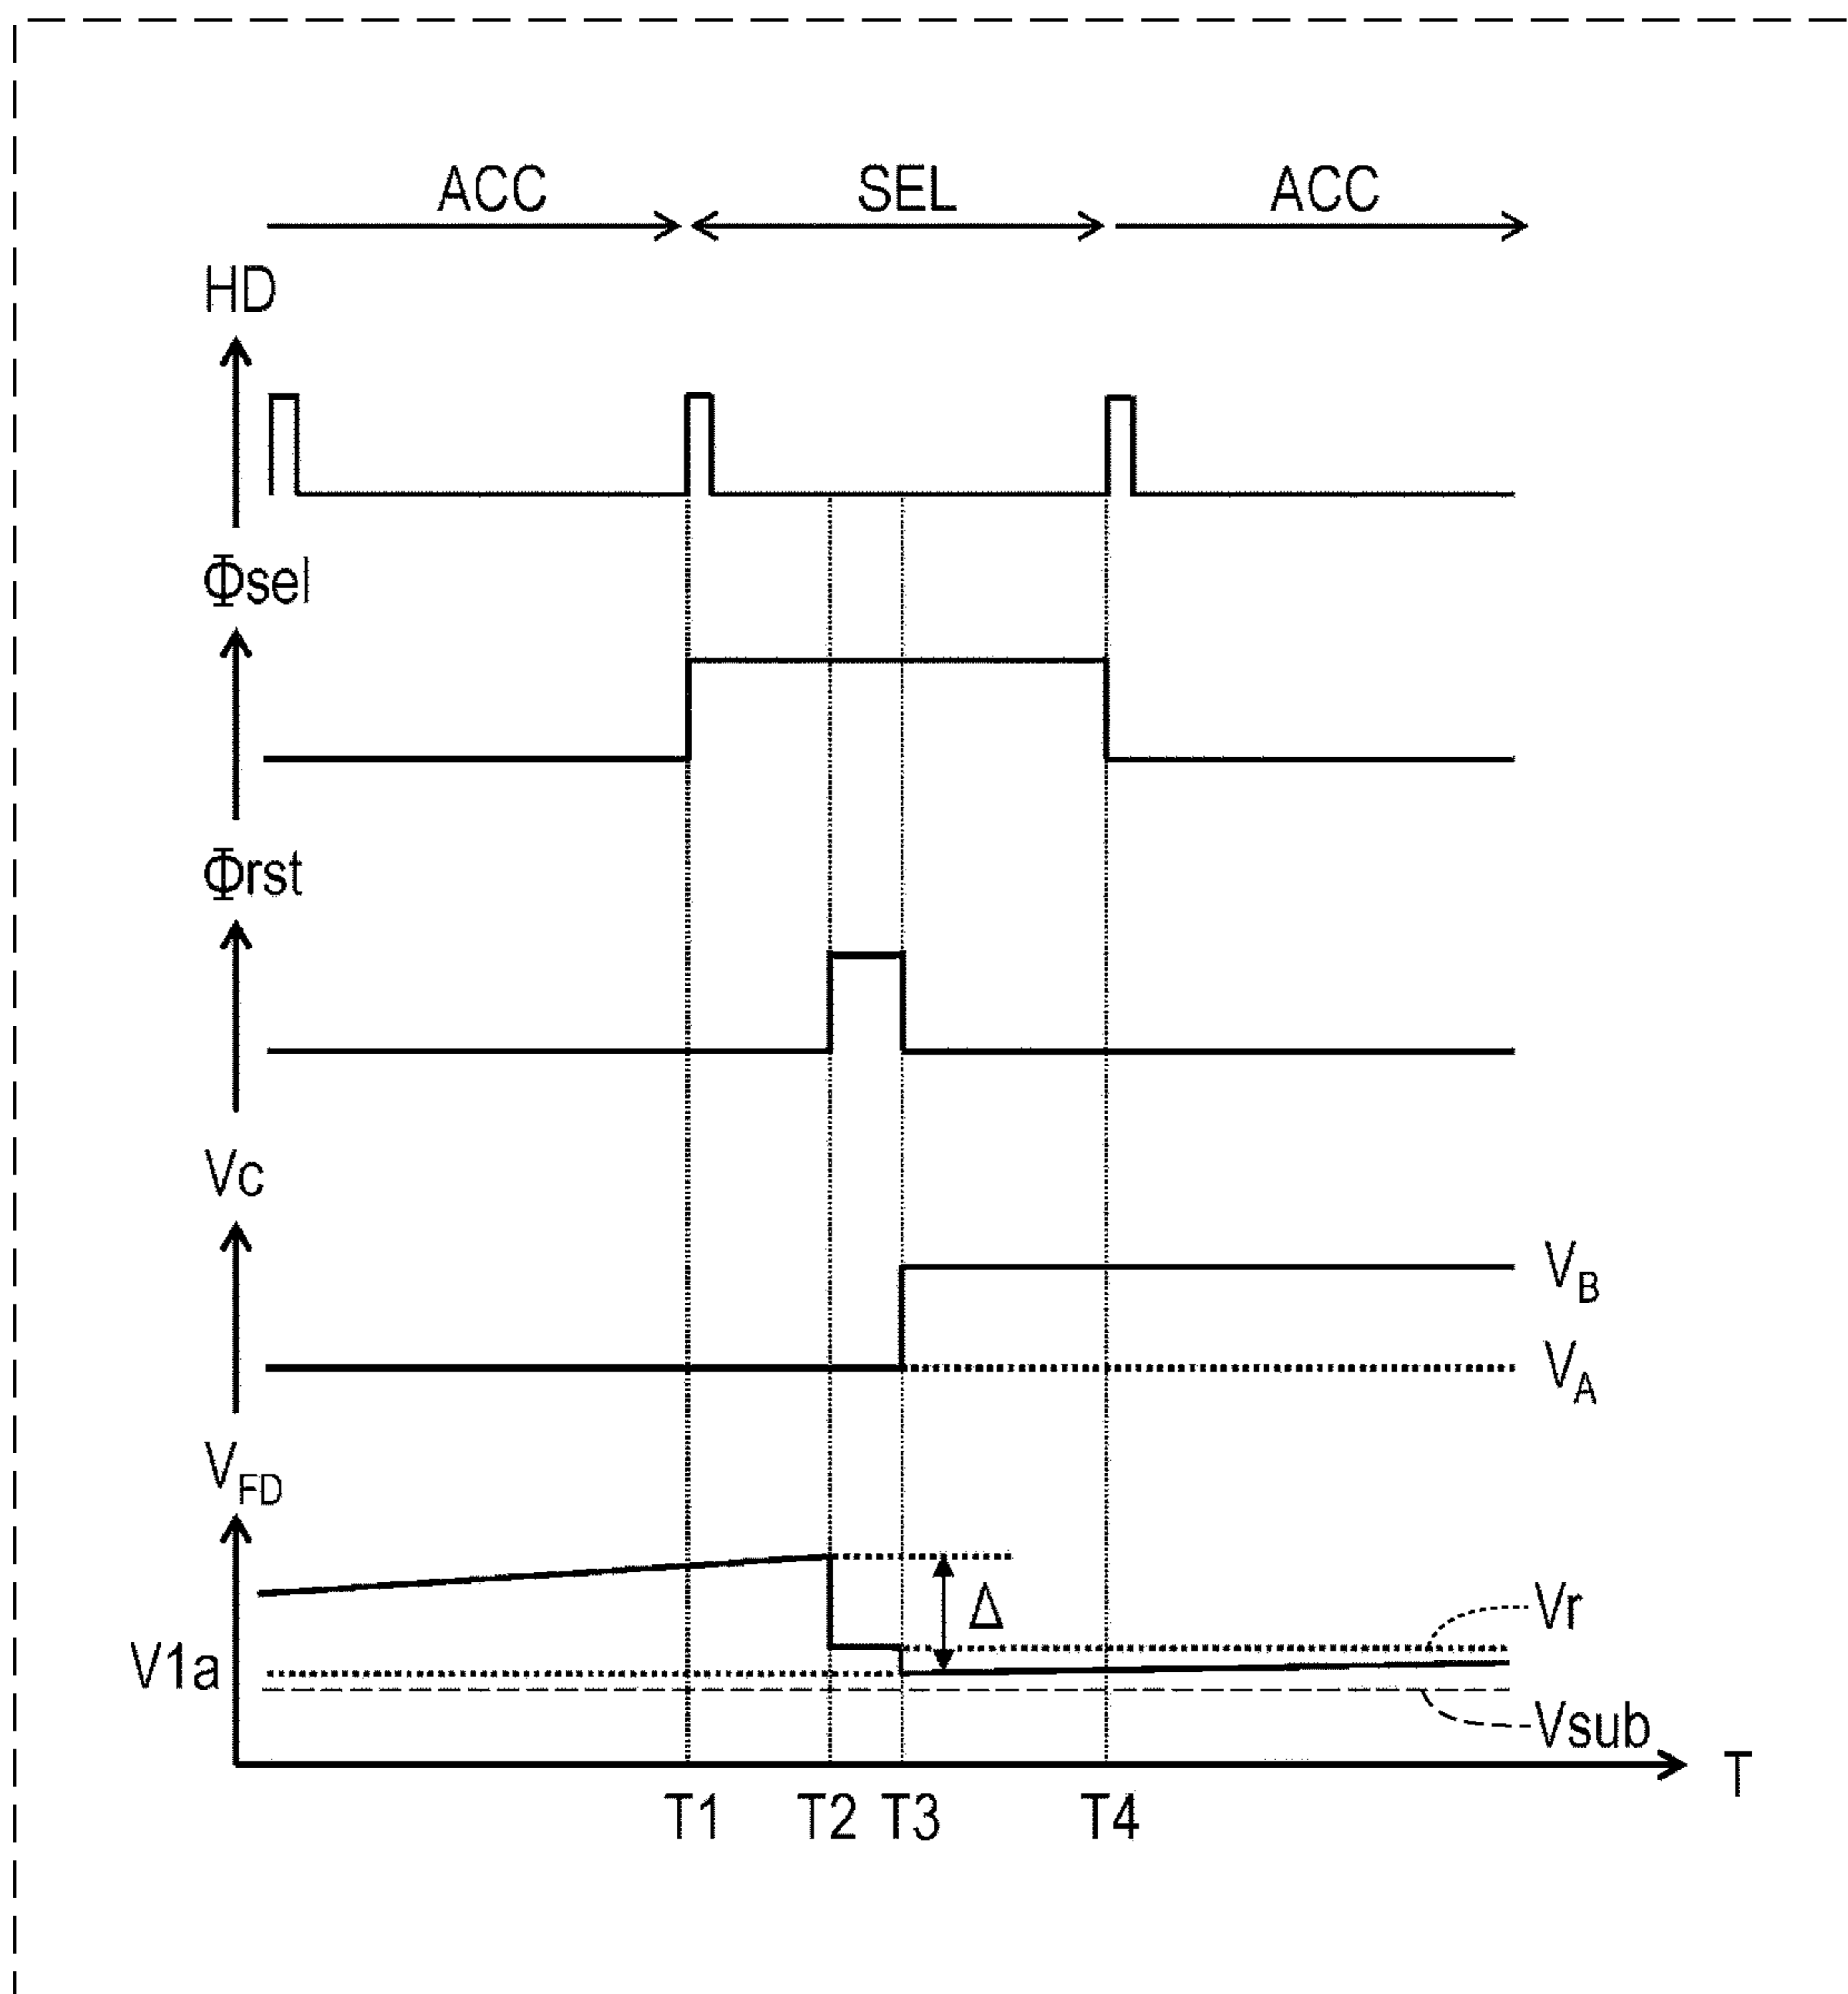 ACC SEL ACC
HD
Φsel
Φrst
Vc
VB
VA
VFD
Δ
Vr
V1a
Vsub
T
T1 T2 T3 T4